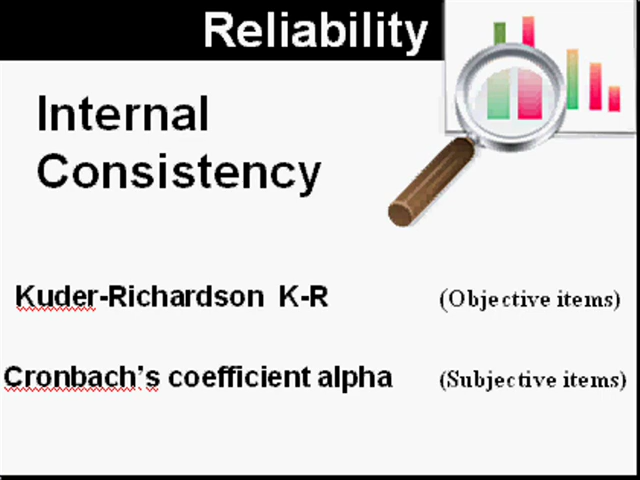 Reliability
Internal
Consistency
Kuder-Richardson K-R (Objective items)
Cronbach’s coefficient alpha (Subjective items)